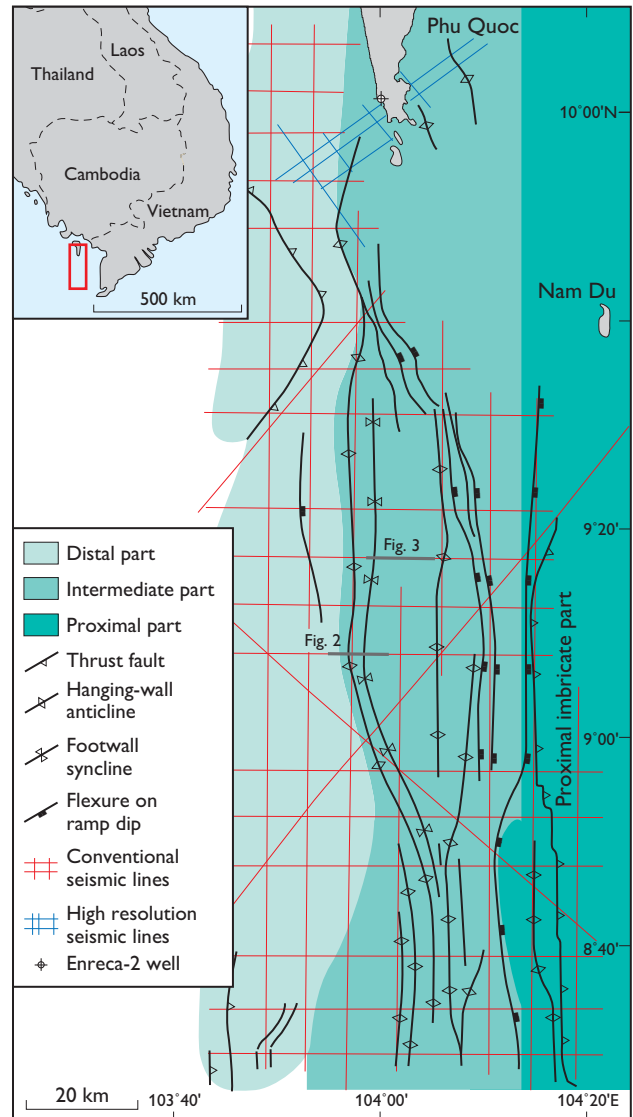 Phu Quoc
Laos
Thailand
Cambodia
Vietnam
500 km
10°00'N
Nam Du
9°20'
Fig. 3
Fig. 2
9°00'
Proximal imbricate part
8°40'
Distal part
Intermediate part
Proximal part
Thrust fault
Hanging-wall
anticline
Footwall
syncline
Flexure on
ramp dip
Conventional
seismic lines
High resolution
seismic lines
Enreca-2 well
20 km
103°40'
104°00'
104°20'E